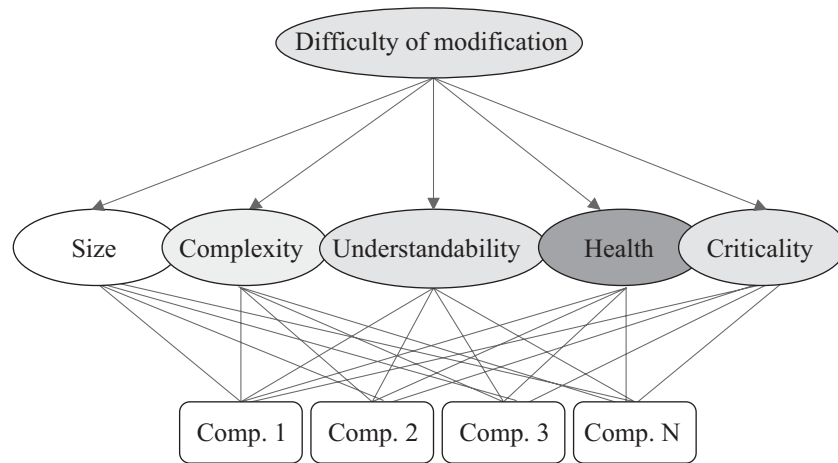 Difficulty of modification
Size
Complexity
Understandability
Health
Criticality
Comp. 1
Comp. 2
Comp. 3
Comp. N